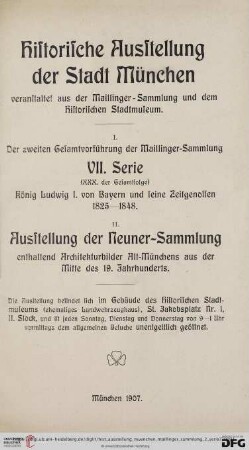 Historische Ausstellung
der Stadt München
veranstaltet aus der Maillinger-Sammlung und dem
Historischen Stadtmuseum.
I.
Der zweiten Gesamtvorführung der Maillinger-Sammlung
VII. Serie
(XXX. der Gesamtfolge)
König Ludwig I. von Bayern und seine Zeitgenossen
1825—1848.
II.
Ausstellung der Neuner-Sammlung
enthaltend Architekturbilder Alt-Münchens aus der
Mitte des 19. Jahrhunderts.
Die Ausstellung befindet sich im Gebäude des Historischen Stadt-
museums (ehemaliges Landwehrzeughaus), St. Jakobsplatz Nr. 1,
II. Stock, und ist jeden Sonntag, Dienstag und Donnerstag von 9—1 Uhr
vormittags dem allgemeinen Besuche unentgeltlich geöffnet.
München 1907.